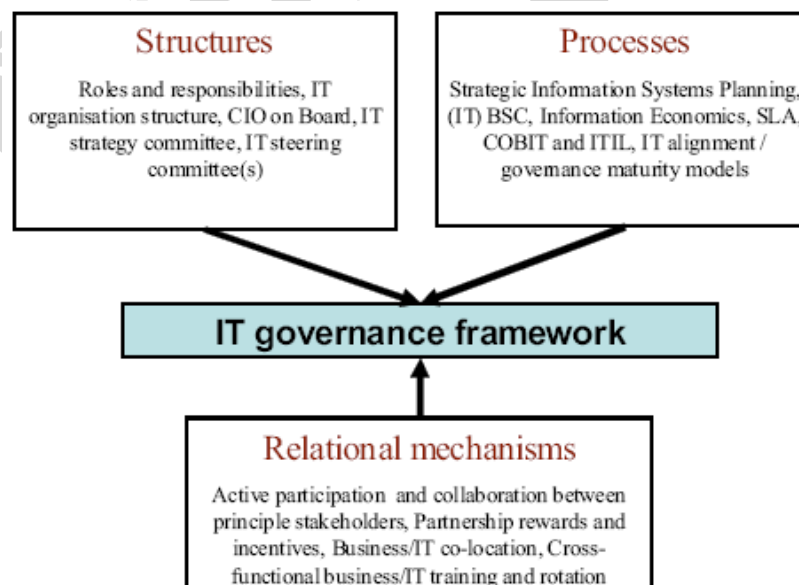 Structures
Roles and responsibilities, IT
organisation structure, CIO on Board, IT
strategy committee, IT steering
committee(s)
Processes
Strategic Information Systems Planning,
(IT) BSC, Information Economics, SLA,
COBIT and ITIL, IT alignment /
governance maturity models
IT governance framework
Relational mechanisms
Active participation and collaboration between
principle stakeholders, Partnership rewards and
incentives, Business/IT co-location, Cross-
functional business/IT training and rotation